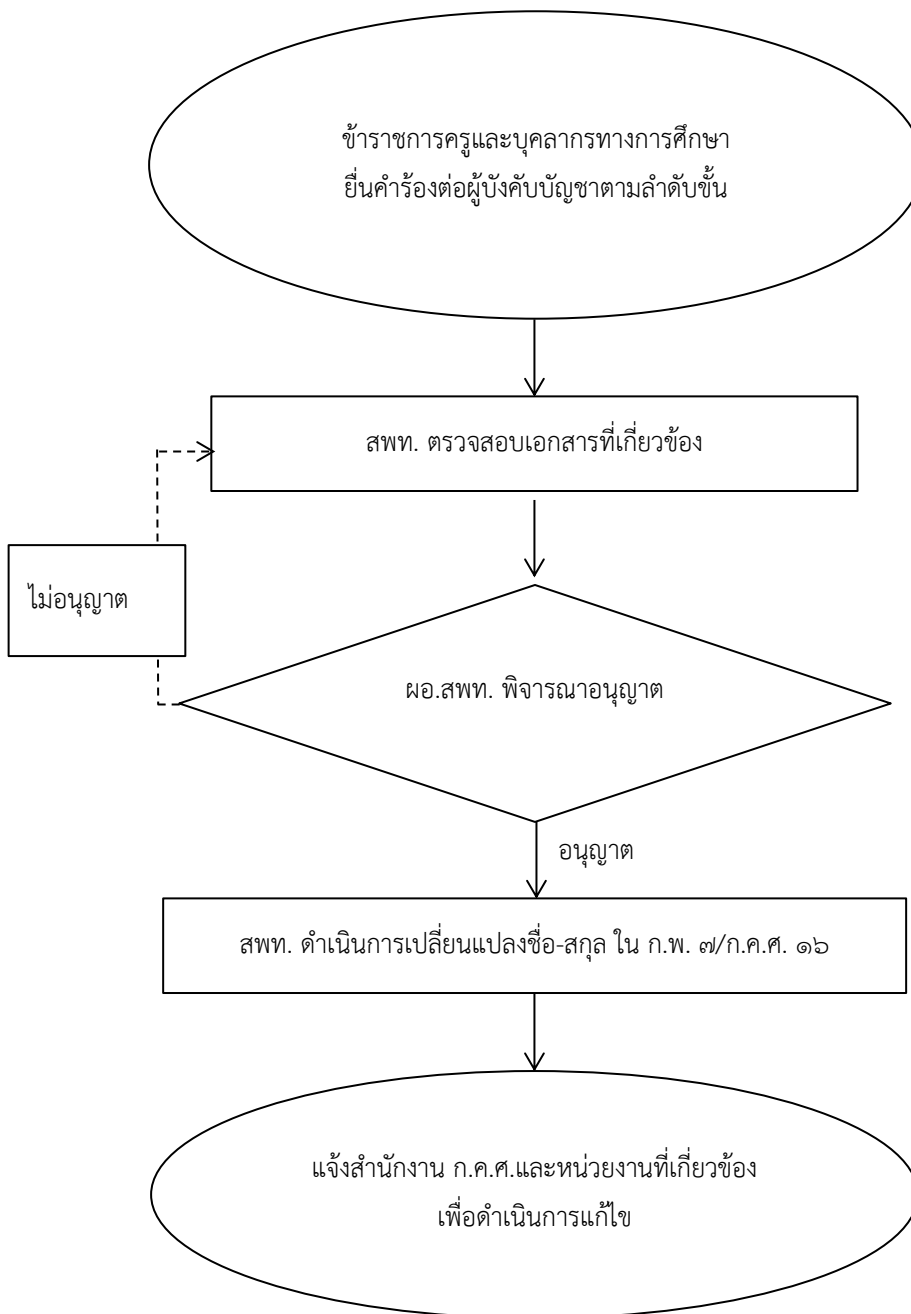 ข้าราชการครูและบุคลากรทางการศึกษา
ยื่นคำร้องต่อผู้บังคับบัญชาตามลำดับขั้น
สพท. ตรวจสอบเอกสารที่เกี่ยวข้อง
ไม่อนุญาต
ผอ.สพท. พิจารณาอนุญาต
อนุญาต
สพท. ดำเนินการเปลี่ยนแปลงชื่อ-สกุล ใน ก.พ. ๗/ก.ค.ศ. ๑๖
แจ้งสำนักงาน ก.ค.ศ.และหน่วยงานที่เกี่ยวข้อง
เพื่อดำเนินการแก้ไข